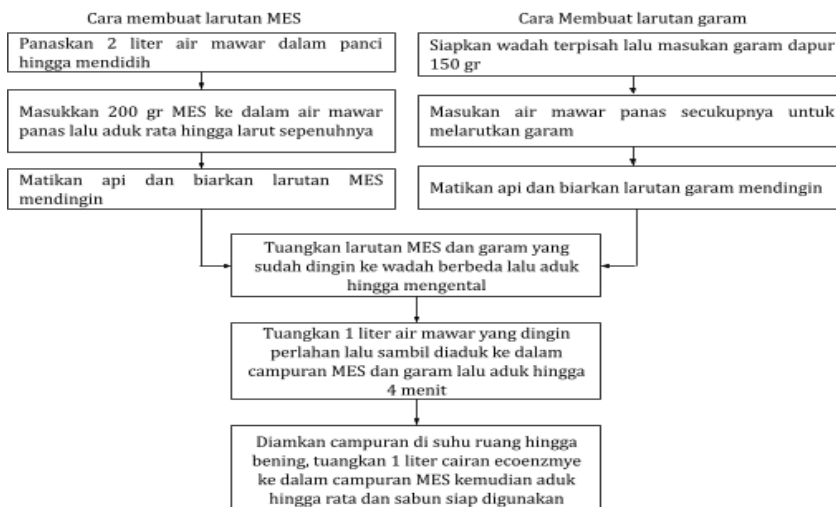 Cara membuat larutan MES
Panaskan 2 liter air mawar dalam panci
hingga mendidih
Masukkan 200 gr MES ke dalam air mawar
panas lalu aduk rata hingga larut sepenuhnya
Matikan api dan biarkan larutan MES
mendingin
Cara Membuat larutan garam
Siapkan wadah terpisah lalu masukan garam dapur
150 gr
Masukan air mawar panas secukupnya untuk
melarutkan garam
Matikan api dan biarkan larutan garam mendingin
Tuangkan larutan MES dan garam yang
sudah dingin ke wadah berbeda lalu aduk
hingga mengental
Tuangkan 1 liter air mawar yang dingin
perlahan lalu sambil diaduk ke dalam
campuran MES dan garam lalu aduk hingga
4 menit
Diamkan campuran di suhu ruang hingga
bening, tuangkan 1 liter cairan ecoenzmye
ke dalam campuran MES kemudian aduk
hingga rata dan sabun siap digunakan